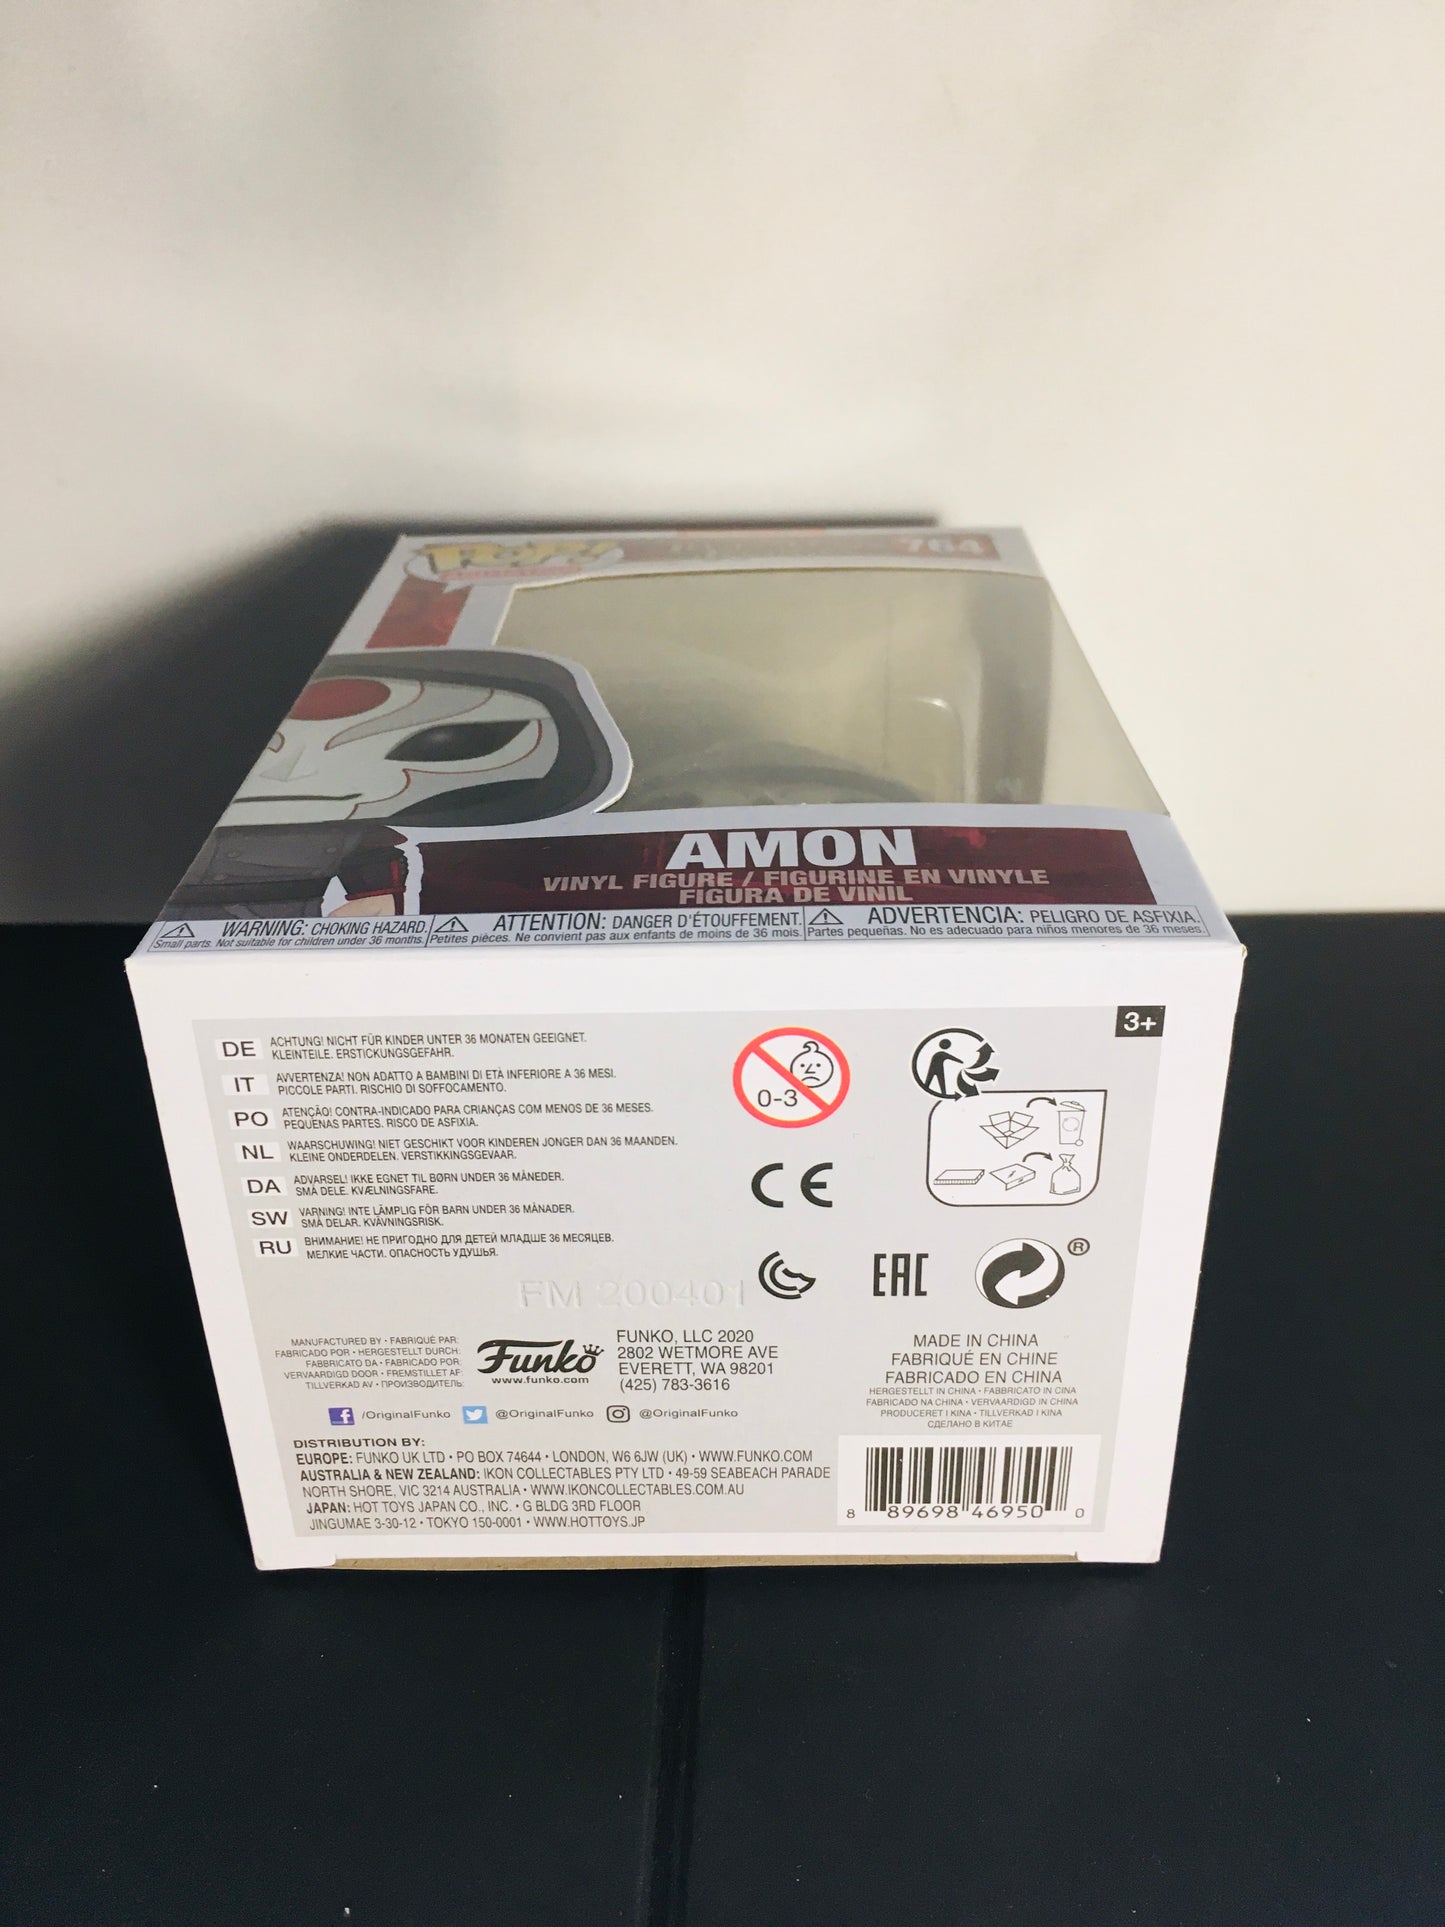 POP!
764
AMON
VINYL FIGURE / FIGURINE EN VINYLE
FIGURA DE VINIL
WARNING: CHOKING HAZARD.
Small parts. Not suitable for children under 36 months.
ATTENTION: DANGER D'ÉTOUFFEMENT.
Petites pièces. Ne convient pas aux enfants de moins de 36 mois.
ADVERTENCIA: PELIGRO DE ASFIXIA.
Partes pequeñas. No es adecuado para niños menores de 36 meses.
3+
DE ACHTUNG! NICHT FÜR KINDER UNTER 36 MONATEN GEEIGNET.
KLEINTEILE. ERSTICKUNGSGEFAHR.
IT AVVERTENZA! NON ADATTO A BAMBINI DI ETÀ INFERIORE A 36 MESI.
PICCOLE PARTI. RISCHIO DI SOFFOCAMENTO.
PO ATENÇÃO! CONTRA-INDICADO PARA CRIANÇAS COM MENOS DE 36 MESES.
PEQUENAS PARTES. RISCO DE ASFIXIA.
NL WAARSCHUWING! NIET GESCHIKT VOOR KINDEREN JONGER DAN 36 MAANDEN.
KLEINE ONDERDELEN. VERSTIKKINGSGEVAAR.
DA ADVARSEL! IKKE EGNET TIL BØRN UNDER 36 MÅNEDER.
SMÅ DELE. KVÆLNINGSFARE.
SW VARNING! INTE LÄMPLIG FÖR BARN UNDER 36 MÅNADER.
SMÅ DELAR. KVÄVNINGSRISK.
RU ВНИМАНИЕ! НЕ ПРИГОДНО ДЛЯ ДЕТЕЙ МЛАДШЕ 36 МЕСЯЦЕВ.
МЕЛКИЕ ЧАСТИ. ОПАСНОСТЬ УДУШЬЯ.
0-3
CE
EAC
®
FM 200401
MANUFACTURED BY • FABRIQUÉ PAR:
FABRICADO POR • HERGESTELLT DURCH:
FABBRICATO DA • FABRICADO POR:
VERVAARDIGD DOOR • FREMSTILLET AF:
TILLVERKAD AV • ПРОИЗВОДИТЕЛЬ:
Funko
www.funko.com
FUNKO, LLC 2020
2802 WETMORE AVE
EVERETT, WA 98201
(425) 783-3616
/OriginalFunko @OriginalFunko @OriginalFunko
MADE IN CHINA
FABRIQUÉ EN CHINE
FABRICADO EN CHINA
HERGESTELLT IN CHINA • FABBRICATO IN CINA
FABRICADO NA CHINA • VERVAARDIGD IN CHINA
PRODUCERET I KINA • TILLVERKAD I KINA
СДЕЛАНО В КИТАЕ
DISTRIBUTION BY:
EUROPE: FUNKO UK LTD • PO BOX 74644 • LONDON, W6 6JW (UK) • WWW.FUNKO.COM
AUSTRALIA & NEW ZEALAND: IKON COLLECTABLES PTY LTD • 49-59 SEABEACH PARADE
NORTH SHORE, VIC 3214 AUSTRALIA • WWW.IKONCOLLECTABLES.COM.AU
JAPAN: HOT TOYS JAPAN CO., INC. • G BLDG 3RD FLOOR
JINGUMAE 3-30-12 • TOKYO 150-0001 • WWW.HOTTOYS.JP
8 89698 46950 0